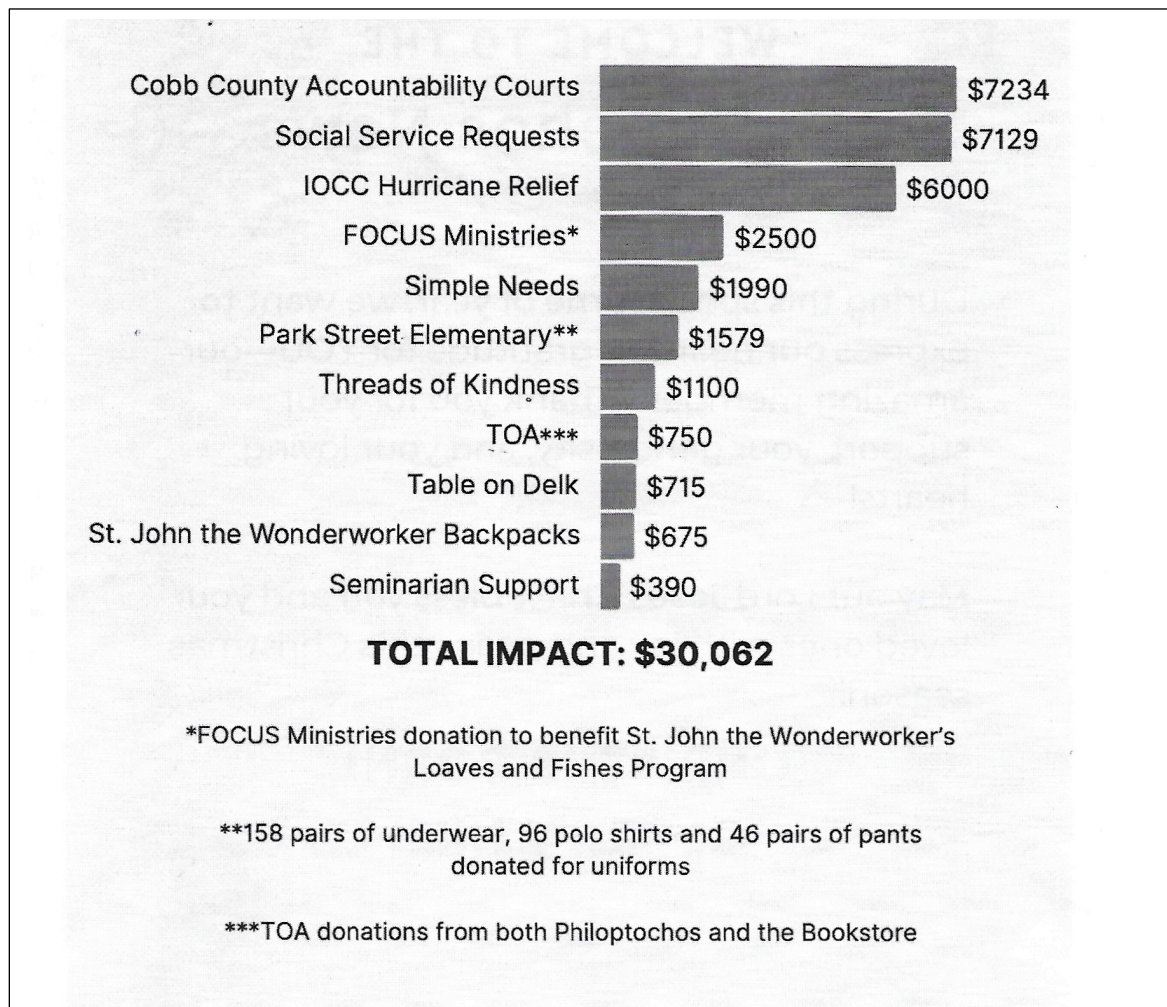 Cobb County Accountability Courts $7234
Social Service Requests $7129
IOCC Hurricane Relief $6000
FOCUS Ministries* $2500
Simple Needs $1990
Park Street Elementary** $1579
Threads of Kindness $1100
TOA*** $750
Table on Delk $715
St. John the Wonderworker Backpacks $675
Seminarian Support $390
TOTAL IMPACT: $30,062
*FOCUS Ministries donation to benefit St. John the Wonderworker's
Loaves and Fishes Program
**158 pairs of underwear, 96 polo shirts and 46 pairs of pants
donated for uniforms
***TOA donations from both Philoptochos and the Bookstore